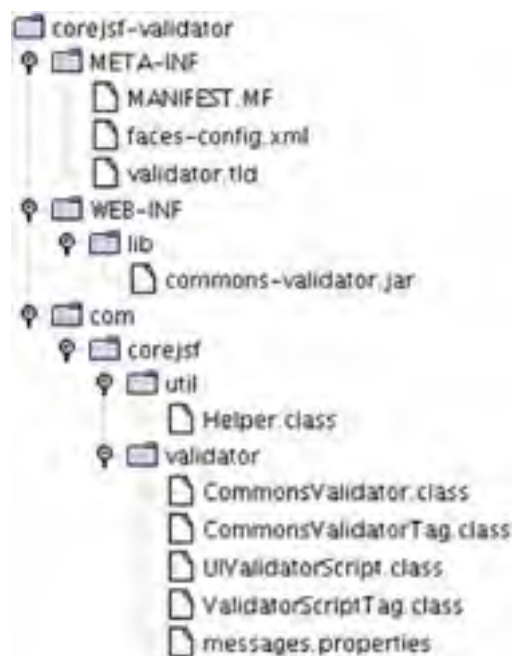 corejsf-validator
META-INF
MANIFEST.MF
faces-config.xml
validator.tld
WEB-INF
lib
commons-validator.jar
com
corejsf
util
Helper.class
validator
CommonsValidator.class
CommonsValidatorTag.class
UIValidatorScript.class
ValidatorScriptTag.class
messages.properties